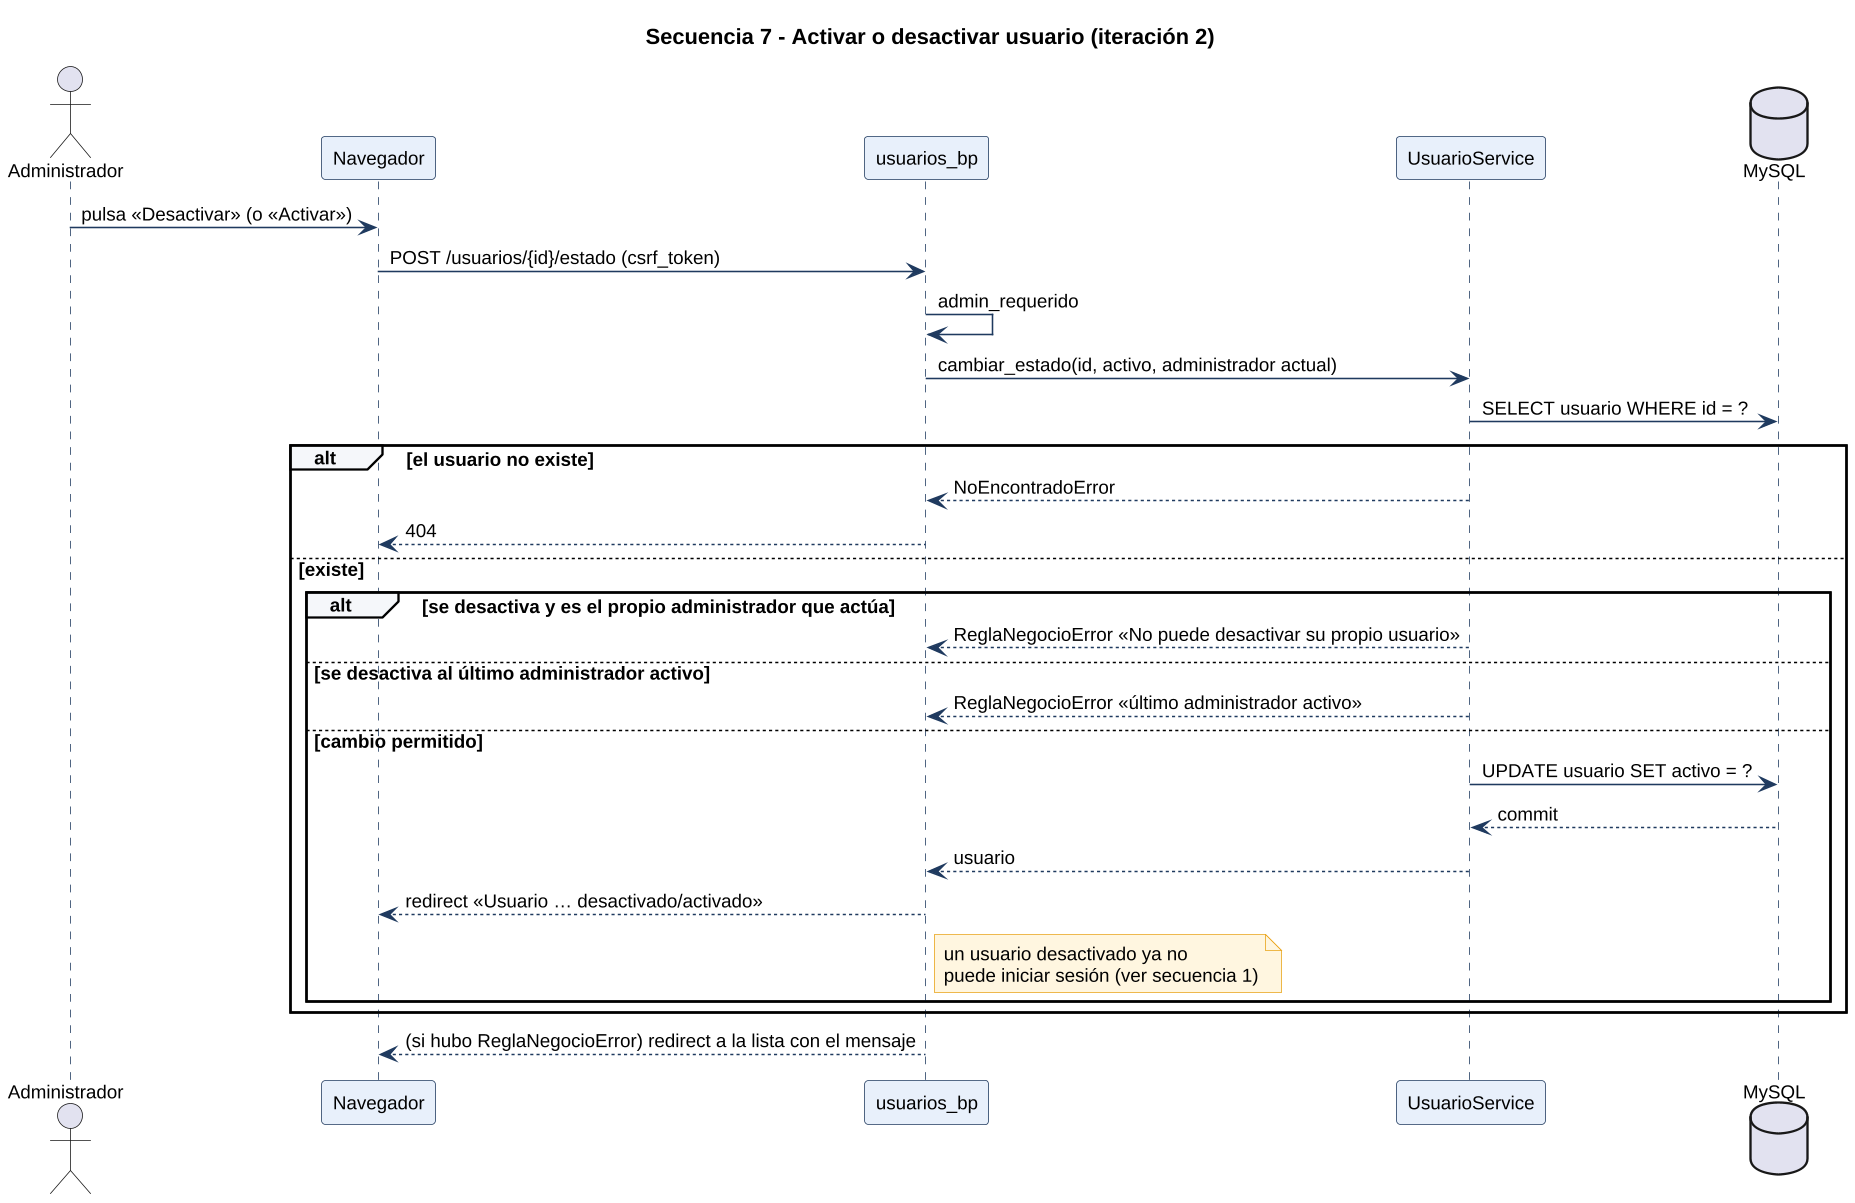 Secuencia 7 - Activar o desactivar usuario (iteración 2)
Administrador
Navegador
usuarios_bp
UsuarioService
MySQL
pulsa «Desactivar» (o «Activar»)
POST /usuarios/{id}/estado (csrf_token)
admin_requerido
cambiar_estado(id, activo, administrador actual)
SELECT usuario WHERE id = ?
alt [el usuario no existe]
NoEncontradoError
404
[existe]
alt [se desactiva y es el propio administrador que actúa]
ReglaNegocioError «No puede desactivar su propio usuario»
[se desactiva al último administrador activo]
ReglaNegocioError «último administrador activo»
[cambio permitido]
UPDATE usuario SET activo = ?
commit
usuario
redirect «Usuario … desactivado/activado»
un usuario desactivado ya no
puede iniciar sesión (ver secuencia 1)
(si hubo ReglaNegocioError) redirect a la lista con el mensaje
Administrador
Navegador
usuarios_bp
UsuarioService
MySQL